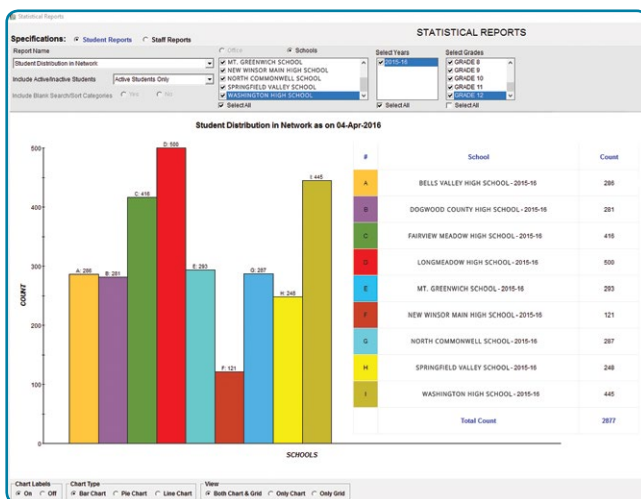 Statistical Reports
STATISTICAL REPORTS
Specifications: Student Reports Staff Reports
Report Name
Student Distribution in Network
Include Active/Inactive Students Active Students Only
Include Blank Search/Sort Categories Yes No
Office Schools
MT. GREENWICH SCHOOL
NEW WINSOR MAIN HIGH SCHOOL
NORTH COMMONWELL SCHOOL
SPRINGFIELD VALLEY SCHOOL
WASHINGTON HIGH SCHOOL
Select All
Select Years
2015-16
Select All
Select Grades
GRADE 8
GRADE 9
GRADE 10
GRADE 11
GRADE 12
Select All
Student Distribution in Network as on 04-Apr-2016
COUNT
500
400
300
200
100
0
A: 286
B: 281
C: 416
D: 500
E: 293
F: 121
G: 287
H: 248
I: 445
SCHOOLS
# School Count
A BELLS VALLEY HIGH SCHOOL - 2015-16 286
B DOGWOOD COUNTY HIGH SCHOOL - 2015-16 281
C FAIRVIEW MEADOW HIGH SCHOOL - 2015-16 416
D LONGMEADOW HIGH SCHOOL - 2015-16 500
E MT. GREENWICH SCHOOL - 2015-16 293
F NEW WINSOR MAIN HIGH SCHOOL - 2015-16 121
G NORTH COMMONWELL SCHOOL - 2015-16 287
H SPRINGFIELD VALLEY SCHOOL - 2015-16 248
I WASHINGTON HIGH SCHOOL - 2015-16 445
Total Count 2877
Chart Labels
On Off
Chart Type
Bar Chart Pie Chart Line Chart
View
Both Chart & Grid Only Chart Only Grid